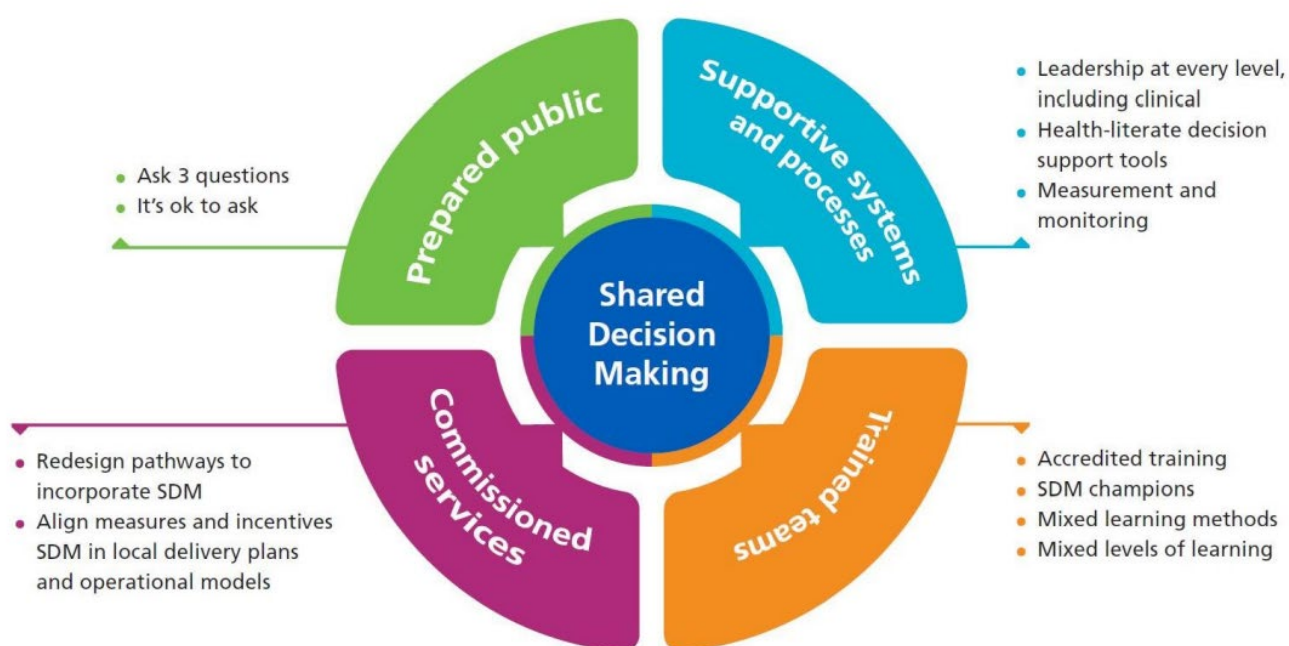 Prepared public
• Ask 3 questions
• It's ok to ask
Supportive systems
and processes
• Leadership at every level,
including clinical
• Health-literate decision
support tools
• Measurement and
monitoring
Shared
Decision
Making
Commissioned
services
• Redesign pathways to
incorporate SDM
• Align measures and incentives
SDM in local delivery plans
and operational models
Trained teams
• Accredited training
• SDM champions
• Mixed learning methods
• Mixed levels of learning